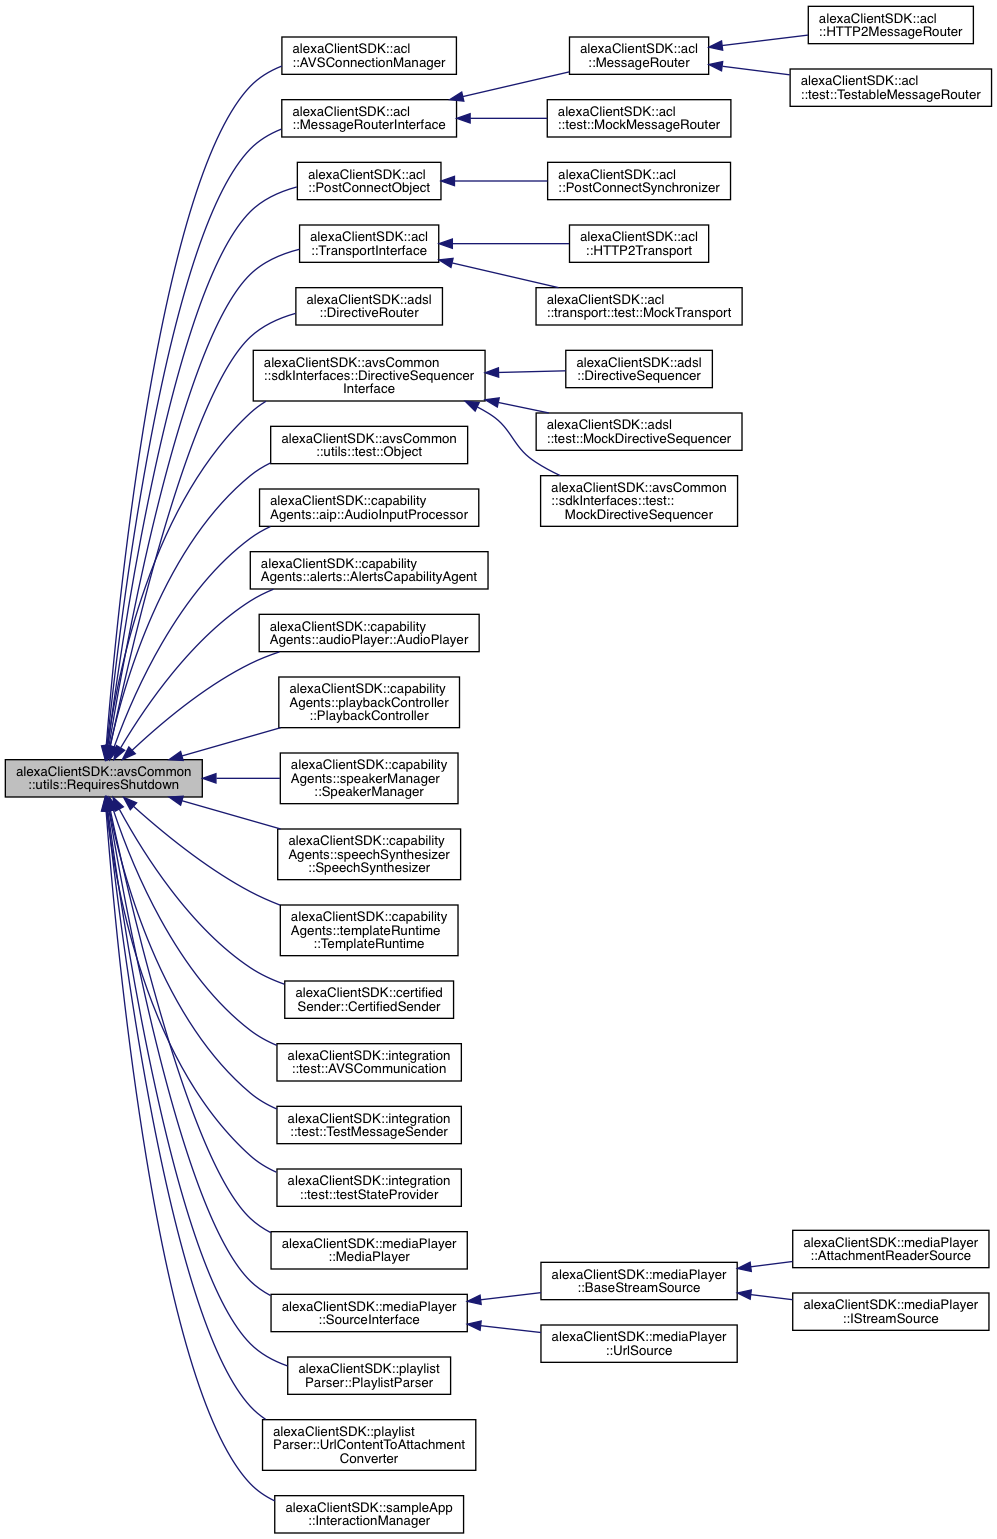 alexaClientSDK::acl
::HTTP2MessageRouter
alexaClientSDK::acl
::AVSConnectionManager
alexaClientSDK::acl
::MessageRouter
alexaClientSDK::acl
::test::TestableMessageRouter
alexaClientSDK::acl
::MessageRouterInterface
alexaClientSDK::acl
::test::MockMessageRouter
alexaClientSDK::acl
::PostConnectObject
alexaClientSDK::acl
::PostConnectSynchronizer
alexaClientSDK::acl
::TransportInterface
alexaClientSDK::acl
::HTTP2Transport
alexaClientSDK::adsl
::DirectiveRouter
alexaClientSDK::acl
::transport::test::MockTransport
alexaClientSDK::avsCommon
::sdkInterfaces::DirectiveSequencer
Interface
alexaClientSDK::adsl
::DirectiveSequencer
alexaClientSDK::adsl
::test::MockDirectiveSequencer
alexaClientSDK::avsCommon
::utils::test::Object
alexaClientSDK::avsCommon
::sdkInterfaces::test::
MockDirectiveSequencer
alexaClientSDK::capability
Agents::aip::AudioInputProcessor
alexaClientSDK::capability
Agents::alerts::AlertsCapabilityAgent
alexaClientSDK::capability
Agents::audioPlayer::AudioPlayer
alexaClientSDK::capability
Agents::playbackController
::PlaybackController
alexaClientSDK::avsCommon
::utils::RequiresShutdown
alexaClientSDK::capability
Agents::speakerManager
::SpeakerManager
alexaClientSDK::capability
Agents::speechSynthesizer
::SpeechSynthesizer
alexaClientSDK::capability
Agents::templateRuntime
::TemplateRuntime
alexaClientSDK::certified
Sender::CertifiedSender
alexaClientSDK::integration
::test::AVSCommunication
alexaClientSDK::integration
::test::TestMessageSender
alexaClientSDK::integration
::test::testStateProvider
alexaClientSDK::mediaPlayer
::MediaPlayer
alexaClientSDK::mediaPlayer
::AttachmentReaderSource
alexaClientSDK::mediaPlayer
::BaseStreamSource
alexaClientSDK::mediaPlayer
::SourceInterface
alexaClientSDK::mediaPlayer
::IStreamSource
alexaClientSDK::mediaPlayer
::UrlSource
alexaClientSDK::playlist
Parser::PlaylistParser
alexaClientSDK::playlist
Parser::UrlContentToAttachment
Converter
alexaClientSDK::sampleApp
::InteractionManager